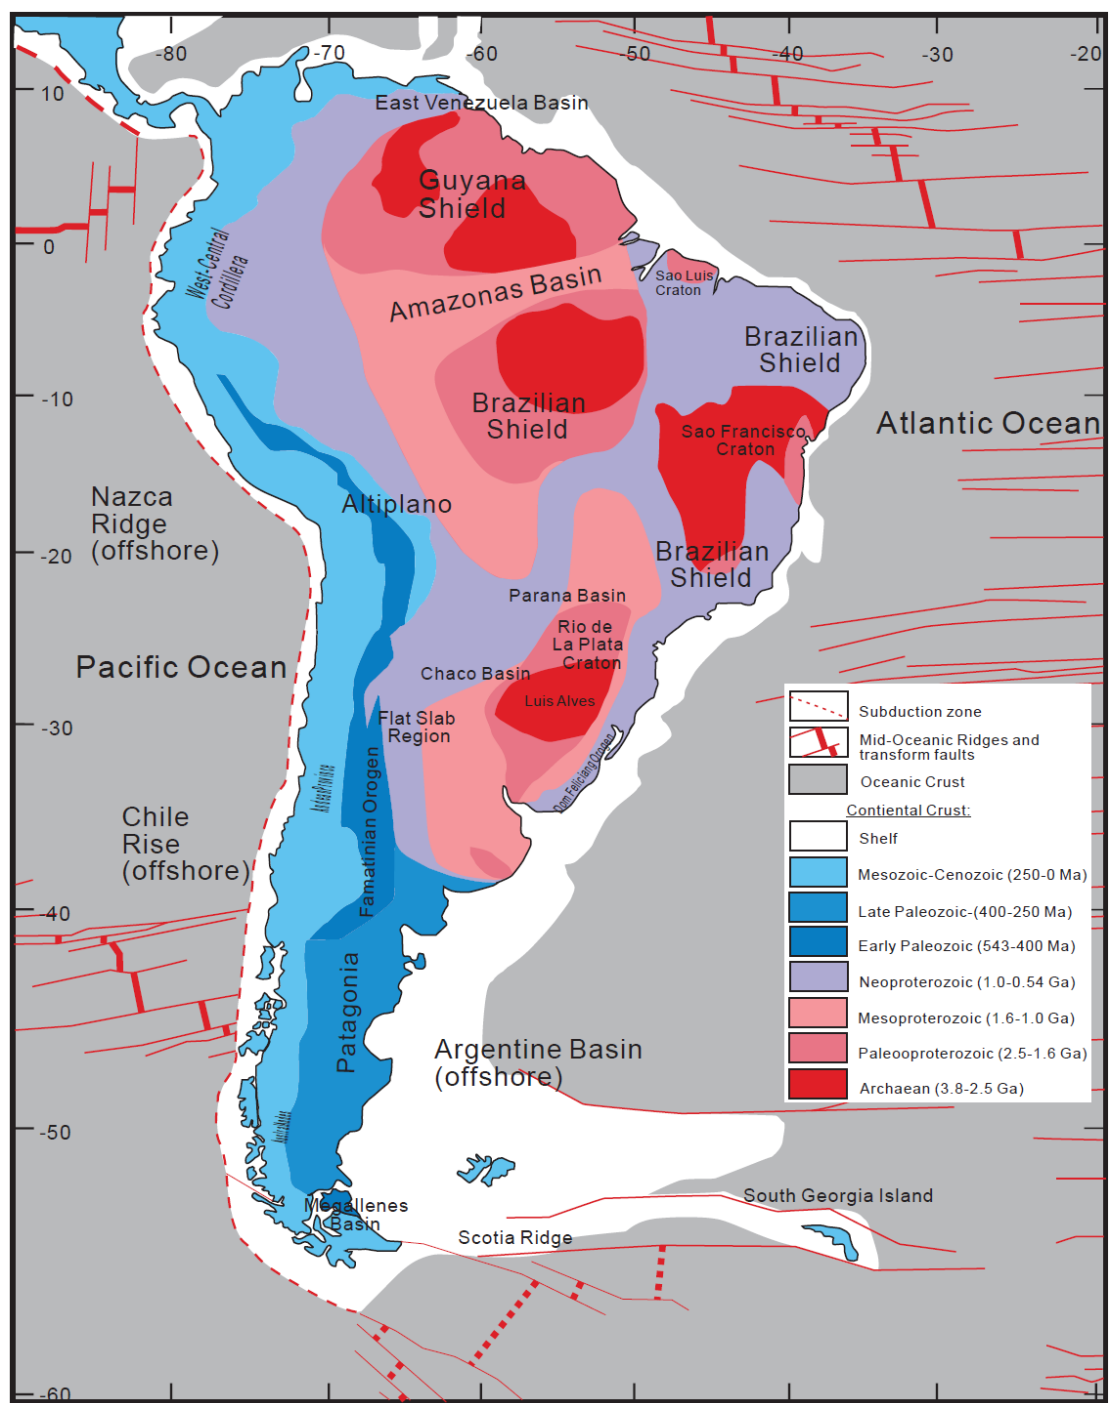 -80
-70
-60
-50
-40
-30
-20
10
0
-10
-20
-30
-40
-50
-60
East Venezuela Basin
Guyana
Shield
West-Central
Cordillera
Amazonas Basin
Sao Luis
Craton
Brazilian
Shield
Brazilian
Shield
Sao Francisco
Craton
Atlantic Ocean
Nazca
Ridge
(offshore)
Altiplano
Brazilian
Shield
Parana Basin
Rio de
La Plata
Craton
Pacific Ocean
Chaco Basin
Luis Alves
Flat Slab
Region
Dom Feliciang Orogen
Famatinian Orogen
Chile
Rise
(offshore)
Patagonia
Argentine Basin
(offshore)
Megallenes
Basin
Scotia Ridge
South Georgia Island
Subduction zone
Mid-Oceanic Ridges and
transform faults
Oceanic Crust
Contiental Crust:
Shelf
Mesozoic-Cenozoic (250-0 Ma)
Late Paleozoic-(400-250 Ma)
Early Paleozoic (543-400 Ma)
Neoproterozoic (1.0-0.54 Ga)
Mesoproterozoic (1.6-1.0 Ga)
Paleooproterozoic (2.5-1.6 Ga)
Archaean (3.8-2.5 Ga)